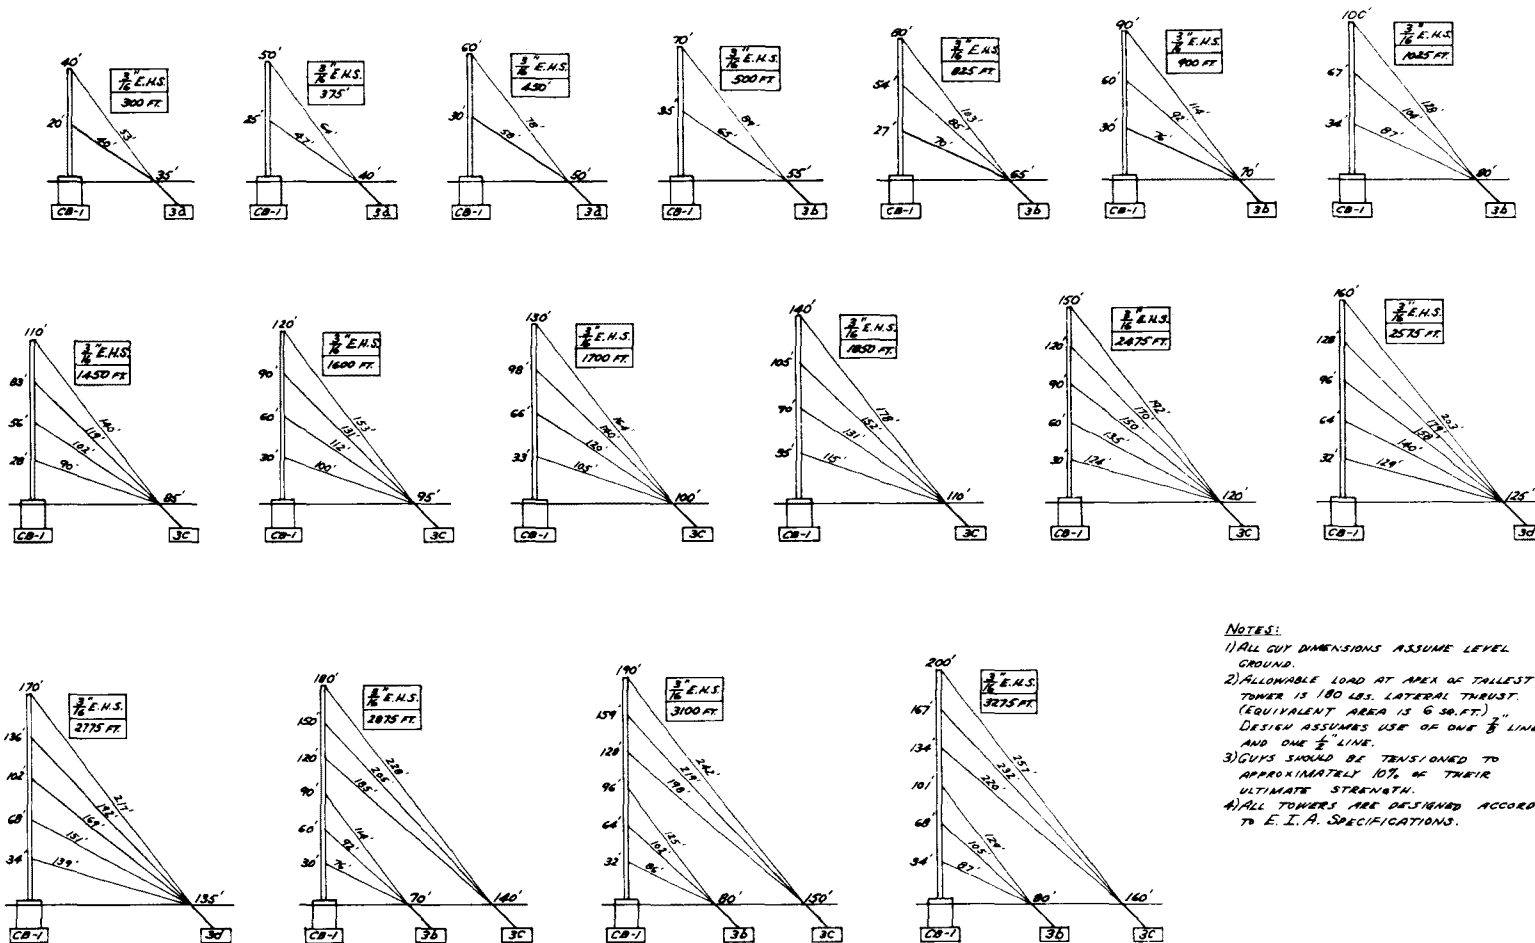 40'
3/16" E.H.S.
300 FT.
20'
53'
40'
35'
CB-1
3a
50'
3/16" E.H.S.
375'
25'
64'
47'
40'
CB-1
3a
60'
3/16" E.H.S.
450'
30'
78'
58'
50'
CB-1
3a
70'
3/16" E.H.S.
500 FT.
35'
89'
65'
55'
CB-1
3b
80'
3/16" E.H.S.
825 FT.
54'
27'
103'
85'
70'
65'
CB-1
3b
90'
3/16" E.H.S.
900 FT.
60'
30'
114'
92'
76'
70'
CB-1
3b
100'
3/16" E.H.S.
1025 FT.
67'
34'
128'
104'
87'
80'
CB-1
3b
110'
3/16" E.H.S.
1450 FT.
83'
56'
28'
140'
119'
102'
90'
85'
CB-1
3C
120'
3/16" E.H.S.
1600 FT.
90'
60'
30'
153'
131'
112'
100'
95'
CB-1
3C
130'
3/16" E.H.S.
1700 FT.
98'
66'
33'
164'
140'
120'
105'
100'
CB-1
3C
140'
3/16" E.H.S.
1850 FT.
105'
70'
35'
178'
152'
131'
115'
110'
CB-1
3C
150'
3/16" E.H.S.
2475 FT.
120'
90'
60'
30'
192'
170'
150'
135'
124'
120'
CB-1
3C
160'
3/16" E.H.S.
2575 FT.
128'
96'
64'
32'
203'
179'
158'
140'
129'
125'
CB-1
3d
170'
3/16" E.H.S.
2775 FT.
136'
102'
68'
34'
217'
192'
169'
151'
139'
135'
CB-1
3d
180'
3/16" E.H.S.
2875 FT.
150'
120'
90'
60'
30'
228'
205'
185'
114'
92'
76'
70'
140'
CB-1
3b
3C
190'
3/16" E.H.S.
3100 FT.
159'
128'
96'
64'
32'
242'
219'
198'
125'
102'
86'
80'
150'
CB-1
3b
3C
200'
3/16" E.H.S.
3275 FT.
167'
134'
101'
68'
34'
257'
232'
220'
129'
105'
87'
80'
160'
CB-1
3b
3C
NOTES:
1) ALL GUY DIMENSIONS ASSUME LEVEL
GROUND.
2) ALLOWABLE LOAD AT APEX OF TALLEST
TOWER IS 180 LBS. LATERAL THRUST.
(EQUIVALENT AREA IS 6 SQ.FT.)
DESIGN ASSUMES USE OF ONE 7/8" LINE
AND ONE 1/2" LINE.
3) GUYS SHOULD BE TENSIONED TO
APPROXIMATELY 10% OF THEIR
ULTIMATE STRENGTH.
4) ALL TOWERS ARE DESIGNED ACCORD
TO E.I.A. SPECIFICATIONS.